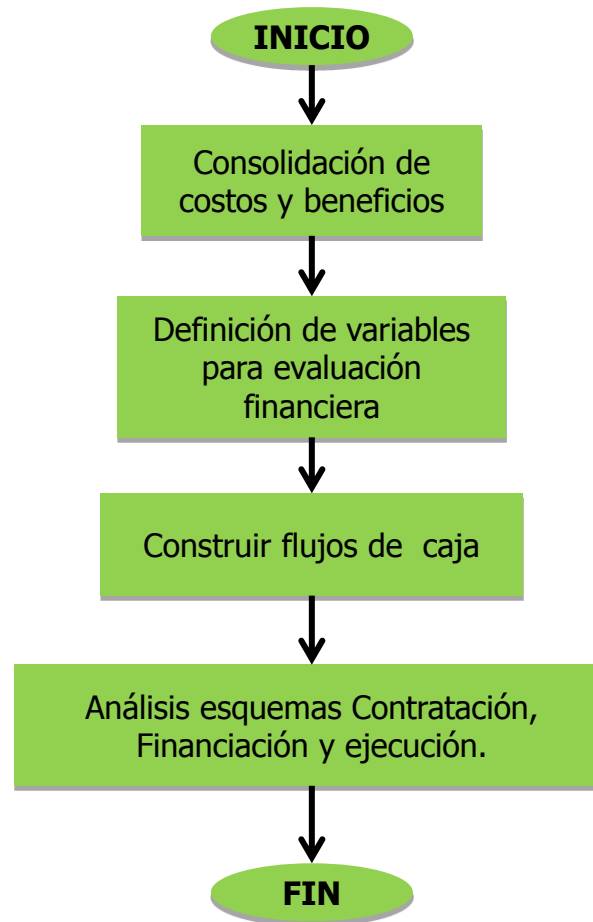 INICIO
Consolidación de
costos y beneficios
Definición de variables
para evaluación
financiera
Construir flujos de  caja
Análisis esquemas Contratación,
Financiación y ejecución.
FIN